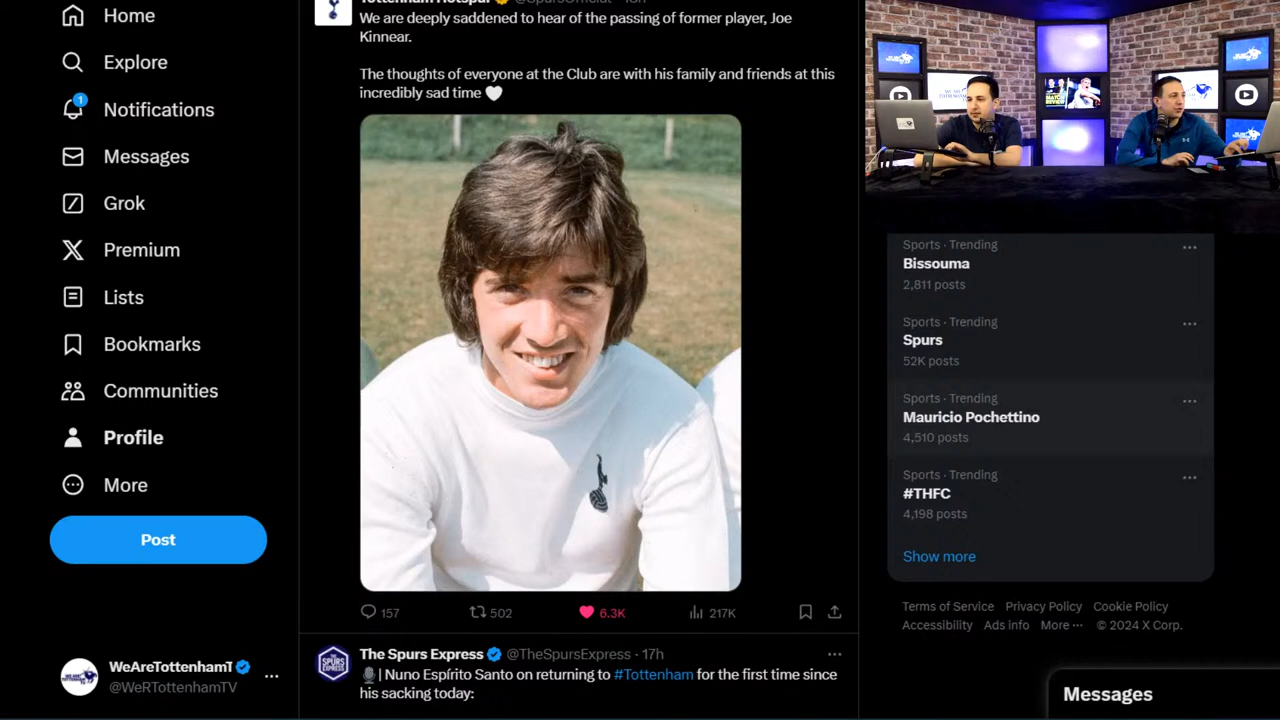 Home
Explore
1
Notifications
Messages
Grok
Premium
Lists
Bookmarks
Communities
Profile
More
Post
WeAreTottenhamT
@WeRTottenhamTV
We are deeply saddened to hear of the passing of former player, Joe
Kinnear.
The thoughts of everyone at the Club are with his family and friends at this
incredibly sad time 🤍
157
502
6.3K
217K
The Spurs Express @TheSpursExpress · 17h
🎙️| Nuno Espírito Santo on returning to #Tottenham for the first time since
his sacking today:
THE
SPURS
EXPRESS
Sports · Trending
Bissouma
2,811 posts
Sports · Trending
Spurs
52K posts
Sports · Trending
Mauricio Pochettino
4,510 posts
Sports · Trending
#THFC
4,198 posts
Show more
Terms of Service Privacy Policy Cookie Policy
Accessibility Ads info More ··· © 2024 X Corp.
Messages